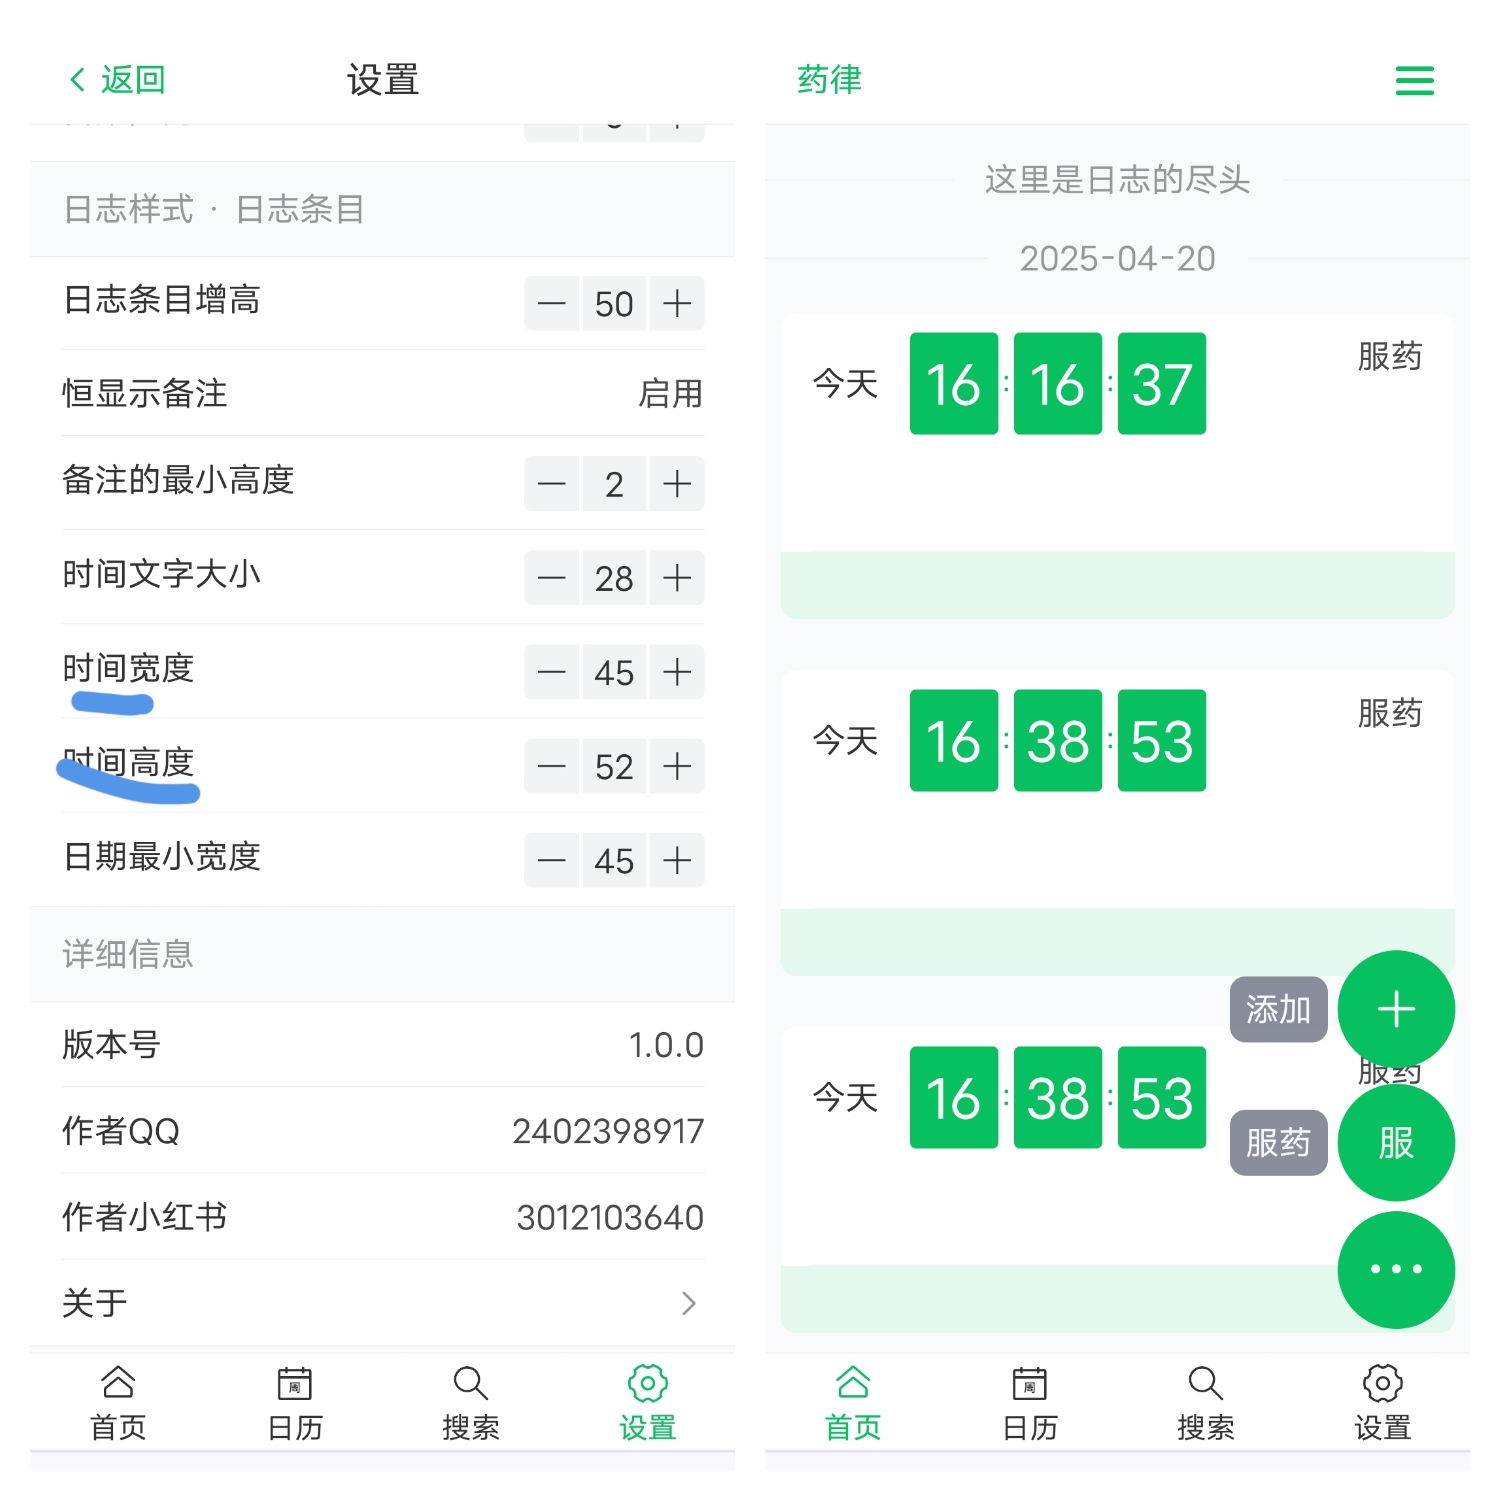 返回
设置
日志样式 · 日志条目
日志条目增高
50
恒显示备注
启用
备注的最小高度
2
时间文字大小
28
时间宽度
45
时间高度
52
日期最小宽度
45
详细信息
版本号
1.0.0
作者QQ
2402398917
作者小红书
3012103640
关于
首页
日历
搜索
设置
药律
这里是日志的尽头
2025-04-20
今天
16:16:37
服药
今天
16:38:53
服药
添加
今天
16:38:53
服药
服药
服
首页
日历
搜索
设置